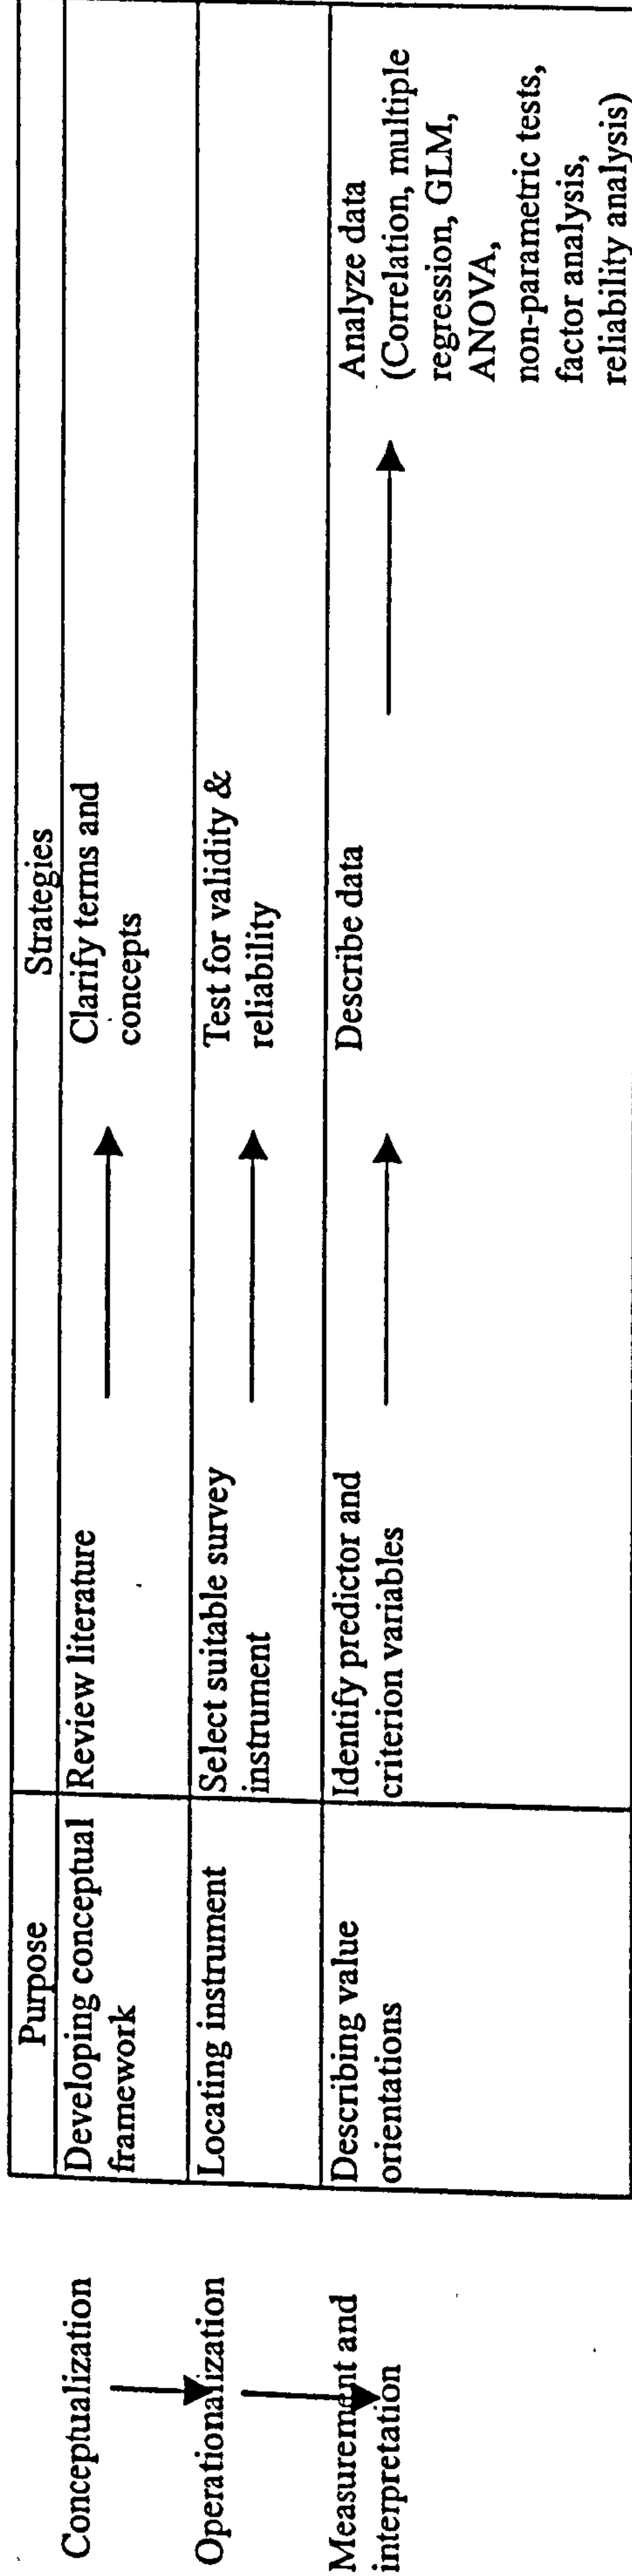 Purpose
Strategies
Conceptualization
Developing conceptual
framework
Review literature
Clarify terms and
concepts
Operationalization
Locating instrument
Select suitable survey
instrument
Test for validity &
reliability
Measurement and
interpretation
Describing value
orientations
Identify predictor and
criterion variables
Describe data
Analyze data
(Correlation, multiple
regression, GLM,
ANOVA,
non-parametric tests,
factor analysis,
reliability analysis)